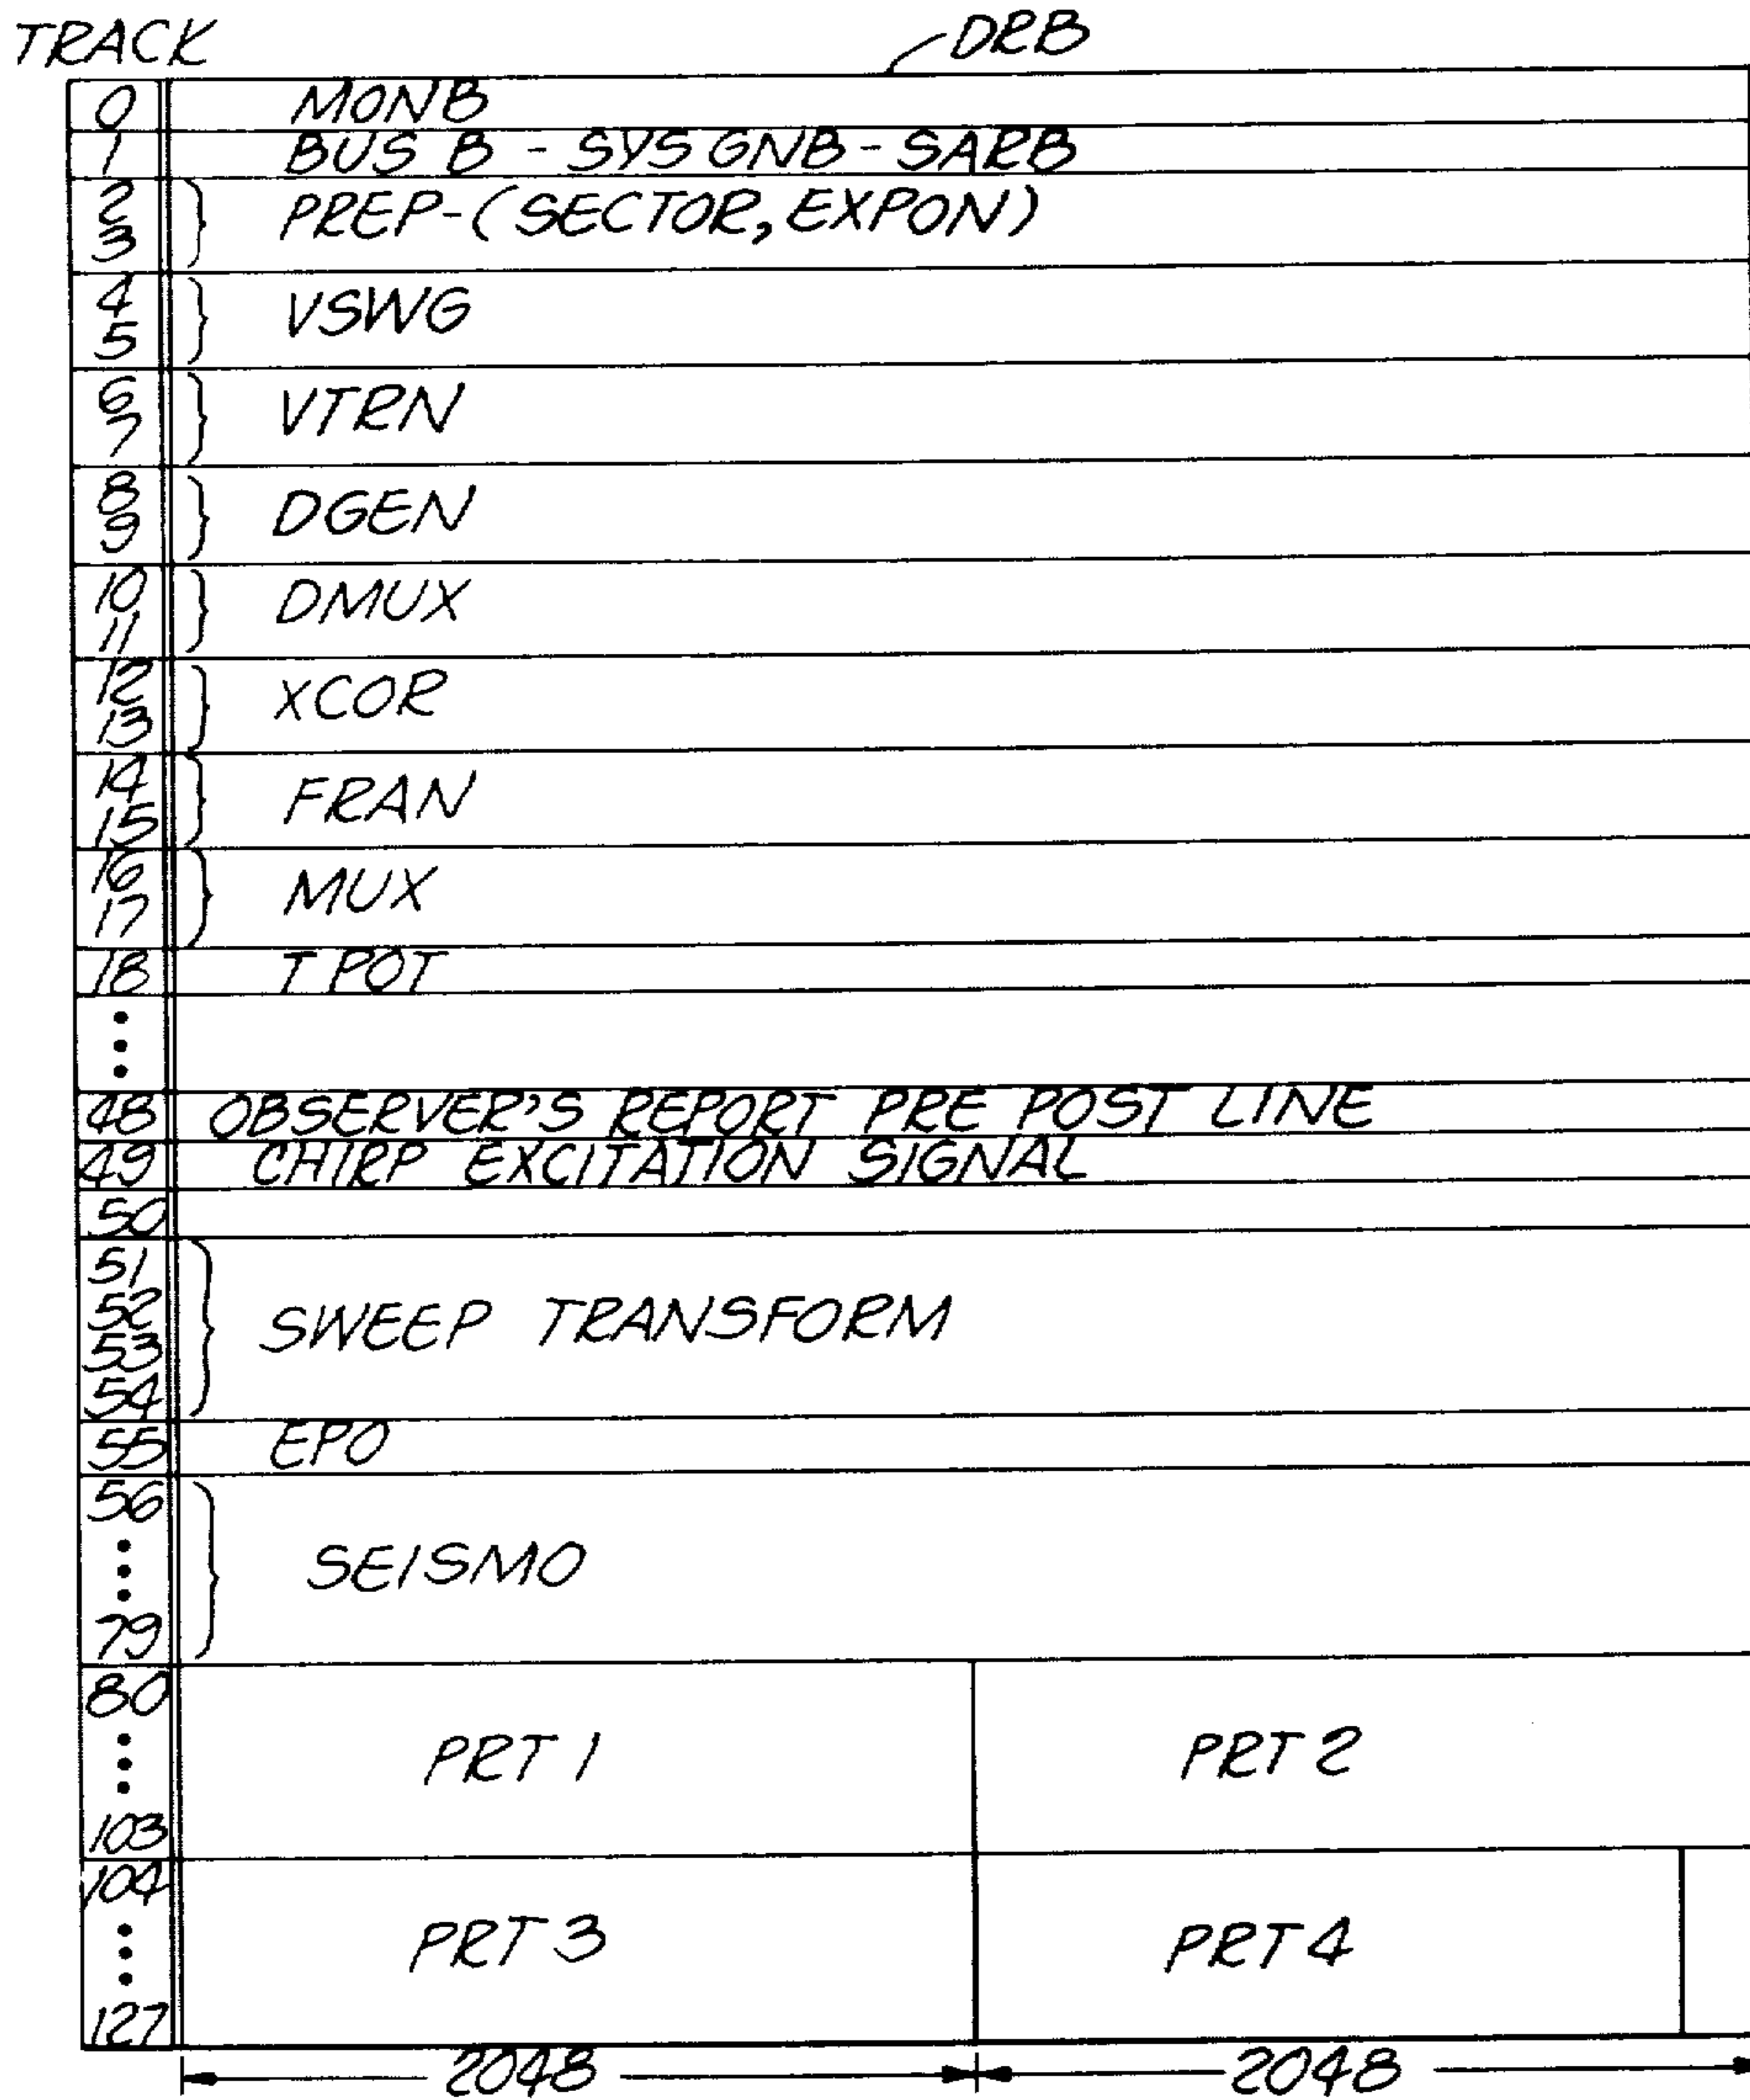 TRACK
DRB
0 MONB
1 BUS B - SYS GNB - SARB
2
3 PREP-(SECTOR, EXPON)
4
5 VSWG
6
7 VTRN
8
9 DGEN
10
11 DMUX
12
13 XCOR
14
15 FRAN
16
17 MUX
18 T POT
48 OBSERVER'S REPORT PRE POST LINE
49 CHIRP EXCITATION SIGNAL
50
51
52
53
54 SWEEP TRANSFORM
55 EPO
56
79 SEISMO
80
103 PRT 1 PRT 2
104
127 PRT 3 PRT 4
2048 2048